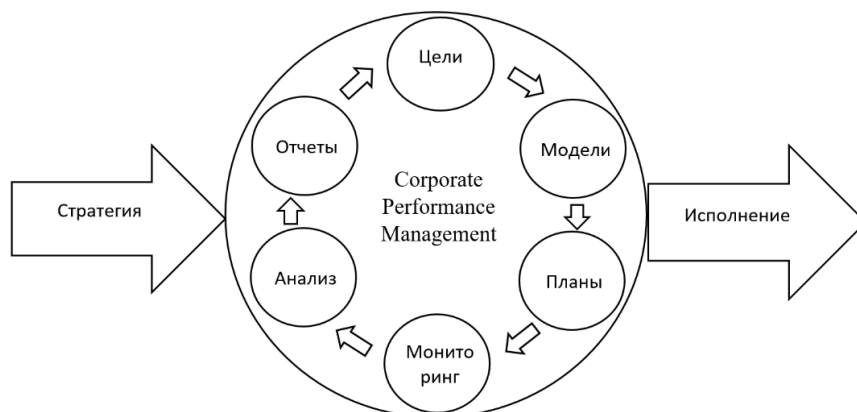 Цели
Отчеты
Модели
Corporate
Performance
Management
Стратегия
Исполнение
Анализ
Планы
Монито
ринг